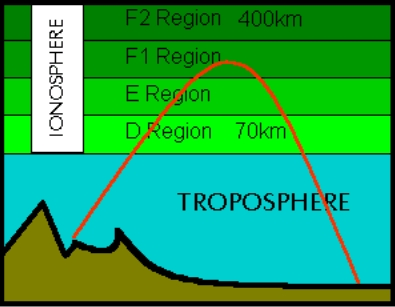 IONOSPHERE
F2 Region 400km
F1 Region
E Region
D Region 70km
TROPOSPHERE